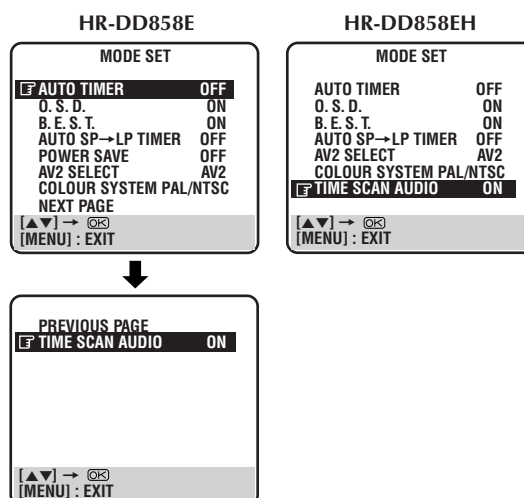 HR-DD858E
MODE SET
☞ AUTO TIMER OFF
O. S. D. ON
B. E. S. T. ON
AUTO SP→LP TIMER OFF
POWER SAVE OFF
AV2 SELECT AV2
COLOUR SYSTEM PAL/NTSC
NEXT PAGE
[▲▼] → OK
[MENU] : EXIT
PREVIOUS PAGE
☞ TIME SCAN AUDIO ON
[▲▼] → OK
[MENU] : EXIT
HR-DD858EH
MODE SET
AUTO TIMER OFF
O. S. D. ON
B. E. S. T. ON
AUTO SP→LP TIMER OFF
AV2 SELECT AV2
COLOUR SYSTEM PAL/NTSC
☞ TIME SCAN AUDIO ON
[▲▼] → OK
[MENU] : EXIT